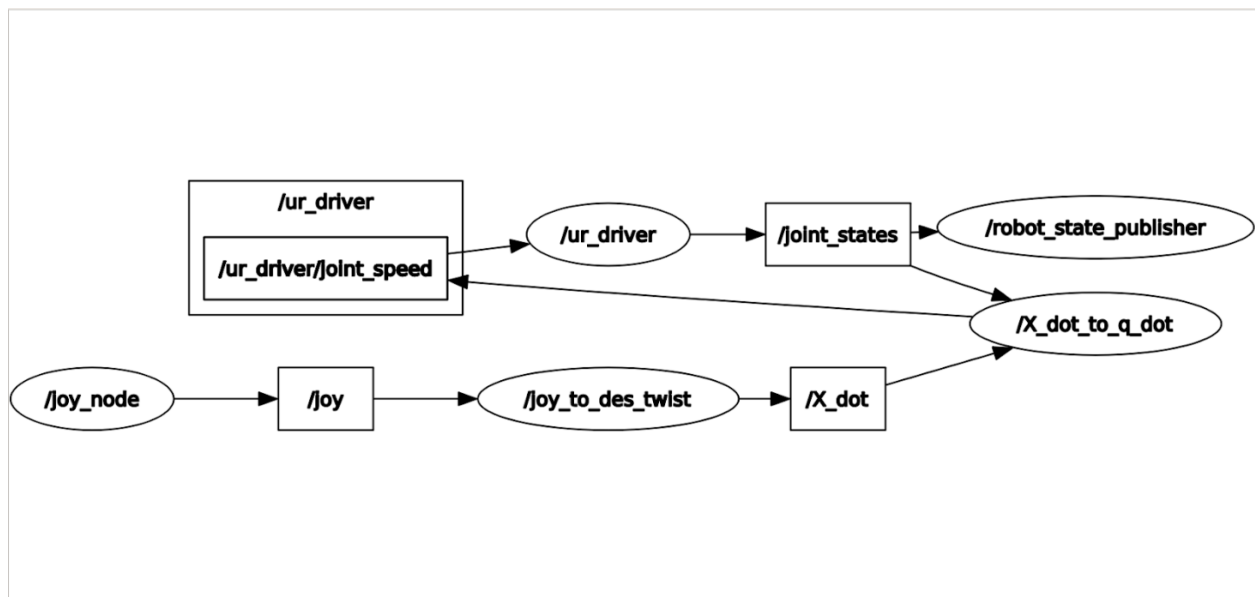 /ur_driver
/ur_driver/joint_speed
/ur_driver
/joint_states
/robot_state_publisher
/X_dot_to_q_dot
/joy_node
/joy
/joy_to_des_twist
/X_dot